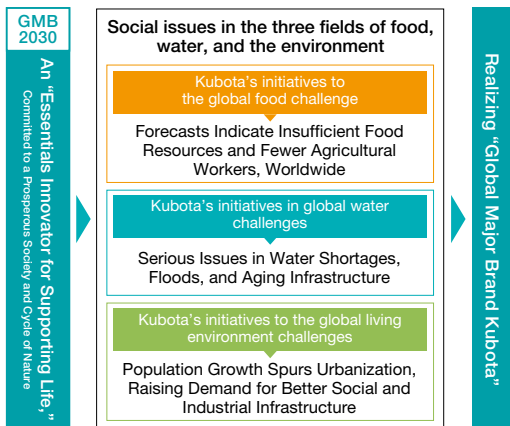 GMB
2030
An “Essentials Innovator for Supporting Life,”
Committed to a Prosperous Society and Cycle of Nature
Social issues in the three fields of food,
water, and the environment
Kubota’s initiatives to
the global food challenge
Forecasts Indicate Insufficient Food
Resources and Fewer Agricultural
Workers, Worldwide
Kubota’s initiatives in global water
challenges
Serious Issues in Water Shortages,
Floods, and Aging Infrastructure
Kubota’s initiatives to the global living
environment challenges
Population Growth Spurs Urbanization,
Raising Demand for Better Social and
Industrial Infrastructure
Realizing “Global Major Brand Kubota”